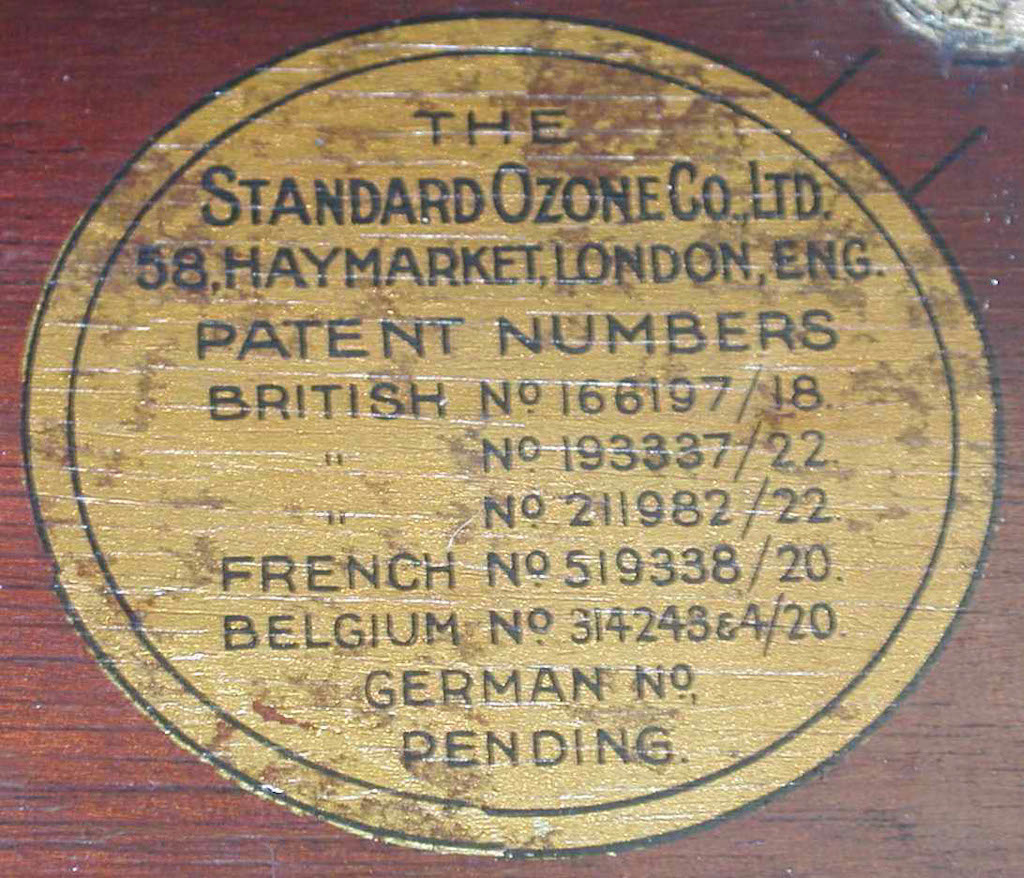 THE
STANDARD OZONE CO., LTD.
58, HAYMARKET, LONDON, ENG.
PATENT NUMBERS
BRITISH No 166197/18.
" No 193337/22.
" No 211982/22.
FRENCH No 519338/20.
BELGIUM No 314243&4/20.
GERMAN No,
PENDING.